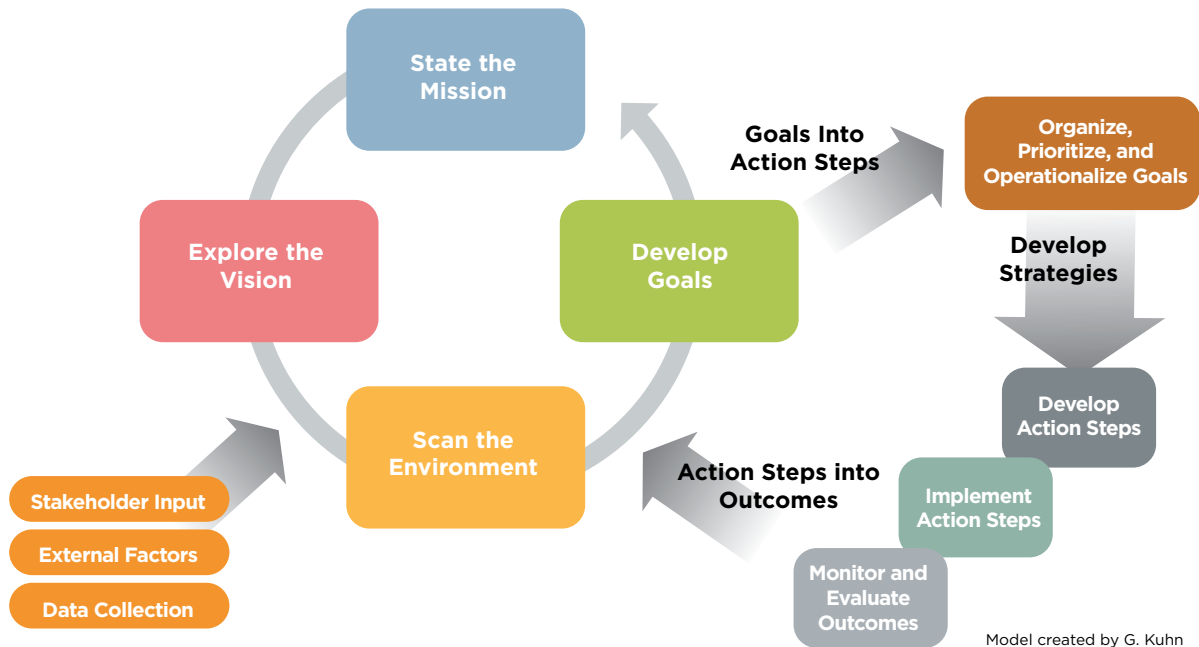 State the
Mission
Goals Into
Action Steps
Organize,
Prioritize, and
Operationalize Goals
Explore the
Vision
Develop
Goals
Develop
Strategies
Scan the
Environment
Develop
Action Steps
Stakeholder Input
External Factors
Data Collection
Action Steps into
Outcomes
Implement
Action Steps
Monitor and
Evaluate
Outcomes
Model created by G. Kuhn